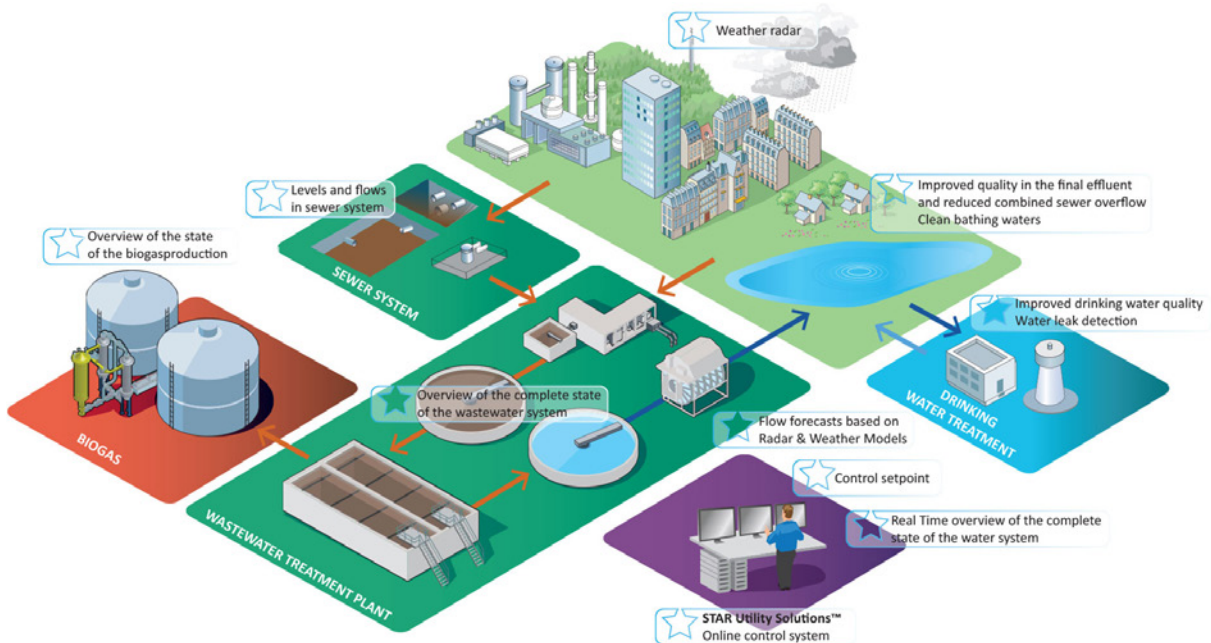 Weather radar
Levels and flows
in sewer system
Improved quality in the final effluent
and reduced combined sewer overflow
Clean bathing waters
Overview of the state
of the biogasproduction
SEWER SYSTEM
Improved drinking water quality
Water leak detection
Overview of the complete state
of the wastewater system
DRINKING
WATER TREATMENT
Flow forecasts based on
Radar & Weather Models
BIOGAS
Control setpoint
Real Time overview of the complete
state of the water system
WASTEWATER TREATMENT PLANT
STAR Utility Solutions™
Online control system